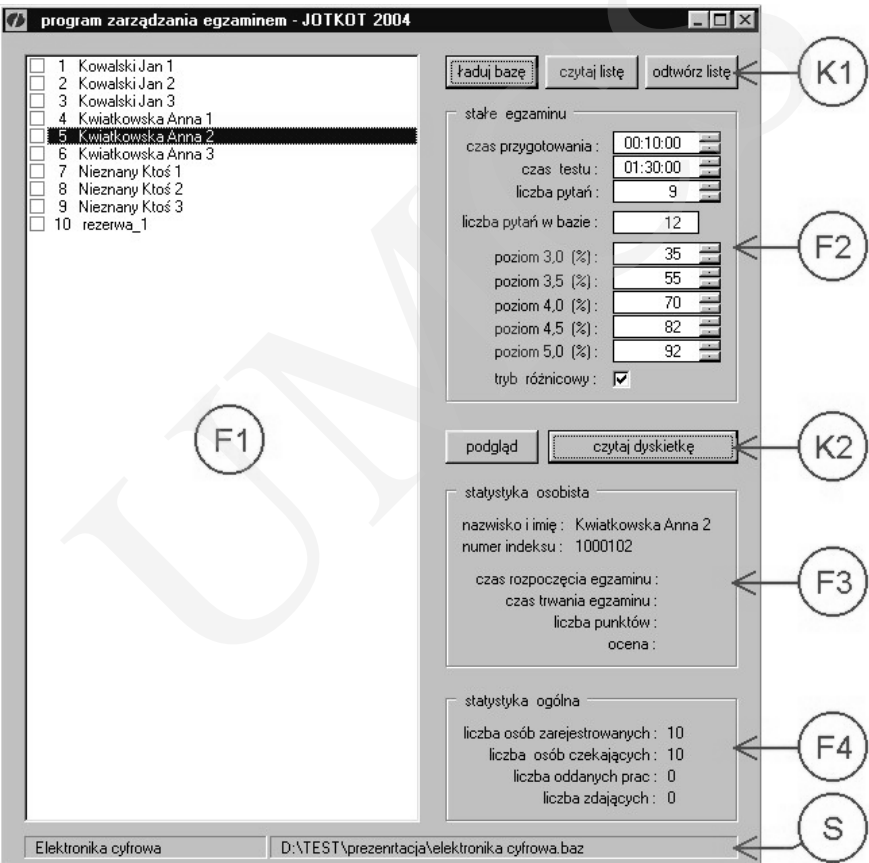 program zarządzania egzaminem - JOTKOT 2004
1 Kowalski Jan 1
2 Kowalski Jan 2
3 Kowalski Jan 3
4 Kwiatkowska Anna 1
5 Kwiatkowska Anna 2
6 Kwiatkowska Anna 3
7 Nieznany Ktoś 1
8 Nieznany Ktoś 2
9 Nieznany Ktoś 3
10 rezerwa_1
F1
ładuj bazę czytaj listę odtwórz listę K1
stałe egzaminu
czas przygotowania : 00:10:00
czas testu : 01:30:00
liczba pytań : 9
liczba pytań w bazie : 12
F2
poziom 3,0 (%) : 35
poziom 3,5 (%) : 55
poziom 4,0 (%) : 70
poziom 4,5 (%) : 82
poziom 5,0 (%) : 92
tryb różnicowy :
podgląd czytaj dyskietkę K2
statystyka osobista
nazwisko i imię : Kwiatkowska Anna 2
numer indeksu : 1000102
czas rozpoczęcia egzaminu : F3
czas trwania egzaminu :
liczba punktów :
ocena :
statystyka ogólna
liczba osób zarejestrowanych : 10
liczba osób czekających : 10 F4
liczba oddanych prac : 0
liczba zdających : 0
Elektronika cyfrowa D:\TEST\prezenrtacja\elektronika cyfrowa.baz S
UMCS